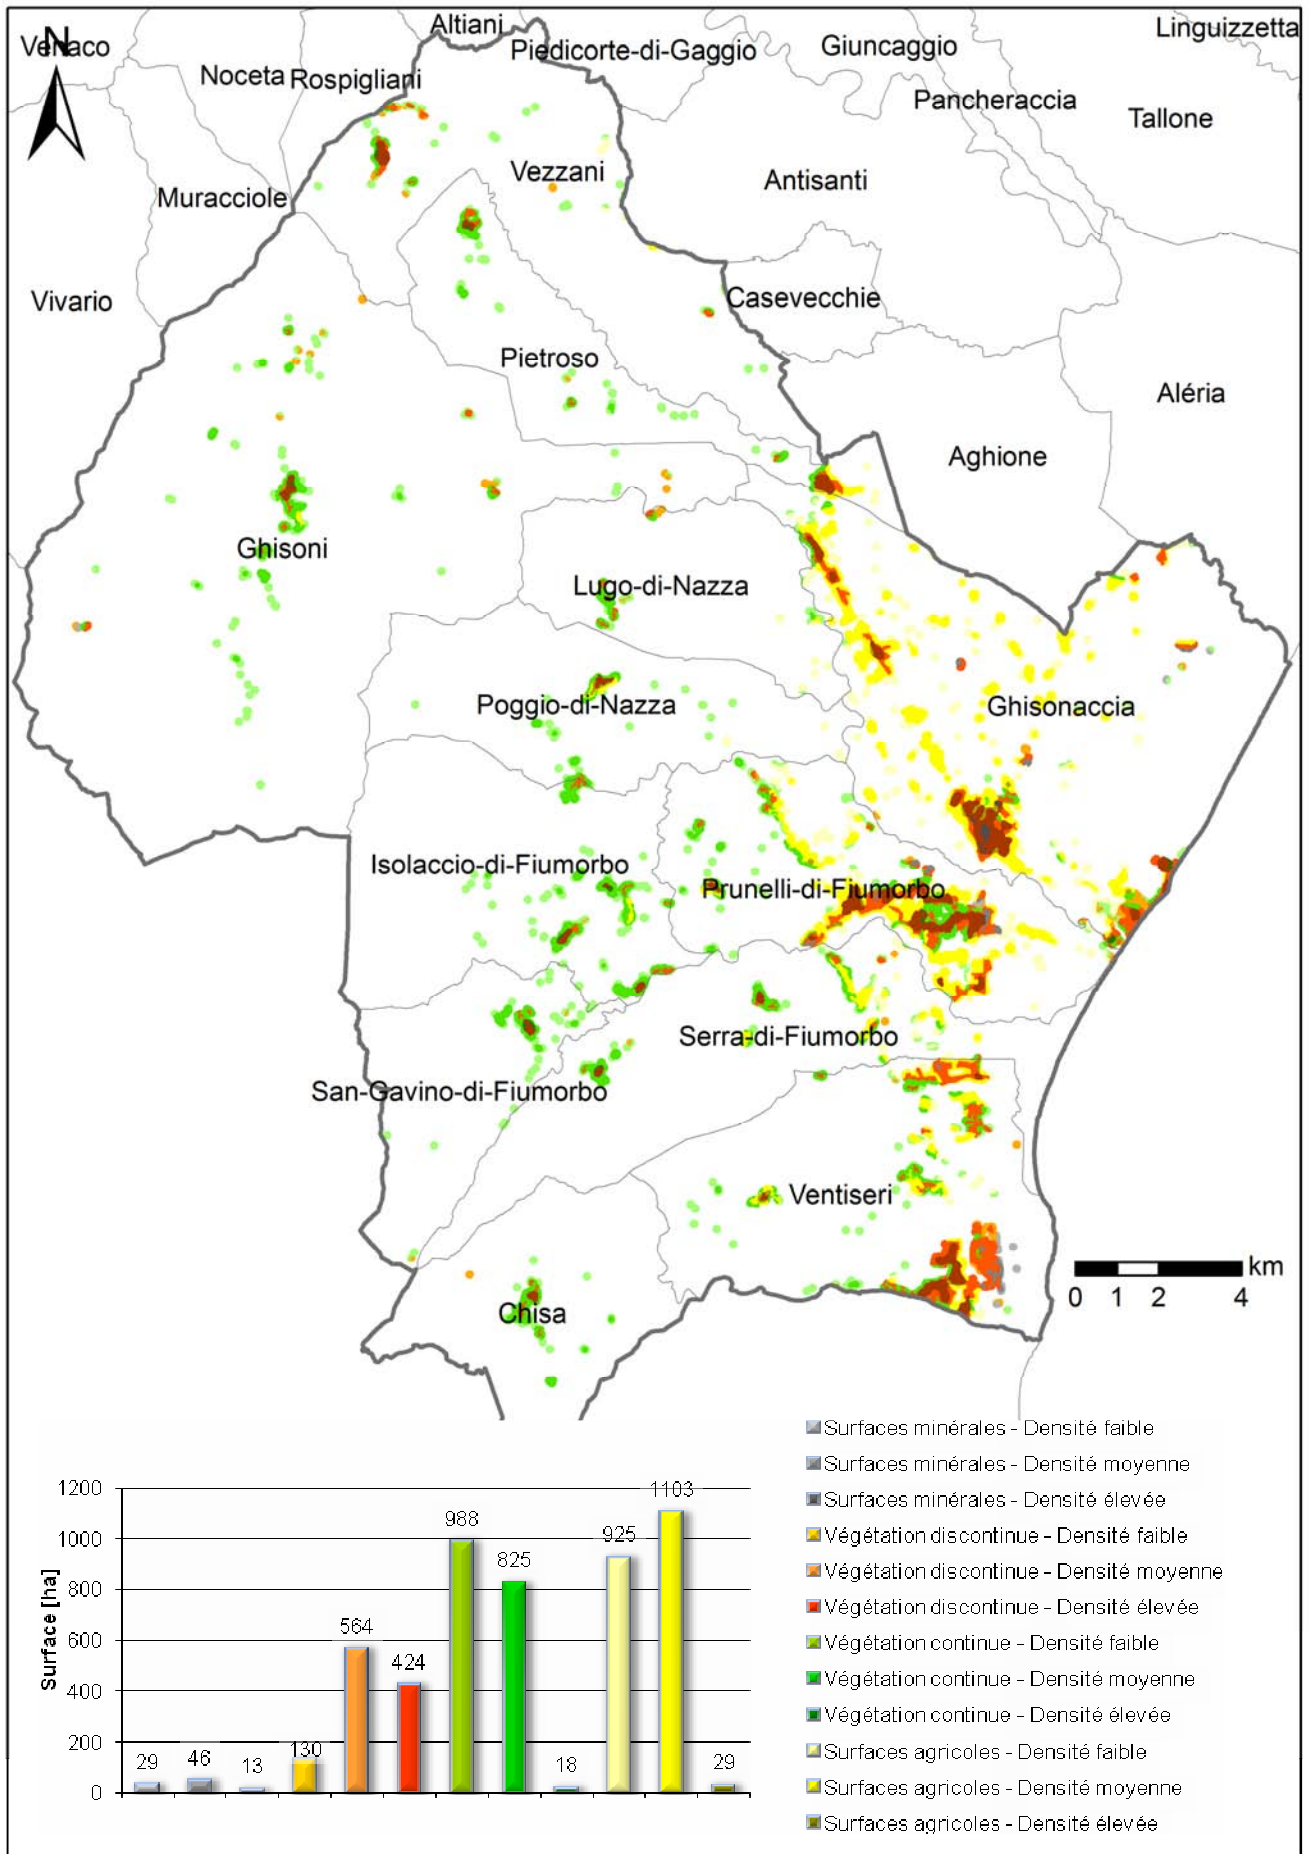 Altiani
Linguizzetta
N
Venaco
Piedicorte-di-Gaggio
Giuncaggio
Noceta
Rospigliani
Pancheraccia
Tallone
Vezzani
Antisanti
Muracciole
Vivario
Casevecchie
Pietroso
Aléria
Aghione
Ghisoni
Lugo-di-Nazza
Poggio-di-Nazza
Ghisonaccia
Isolaccio-di-Fiumorbo
Prunelli-di-Fiumorbo
Serra-di-Fiumorbo
San-Gavino-di-Fiumorbo
Ventiseri
km
0 1 2 4
Chisa
Surface [ha]
1200
1000
800
600
400
200
0
29
46
13
130
564
424
988
825
18
925
1103
29
Surfaces minérales - Densité faible
Surfaces minérales - Densité moyenne
Surfaces minérales - Densité élevée
Végétation discontinue - Densité faible
Végétation discontinue - Densité moyenne
Végétation discontinue - Densité élevée
Végétation continue - Densité faible
Végétation continue - Densité moyenne
Végétation continue - Densité élevée
Surfaces agricoles - Densité faible
Surfaces agricoles - Densité moyenne
Surfaces agricoles - Densité élevée